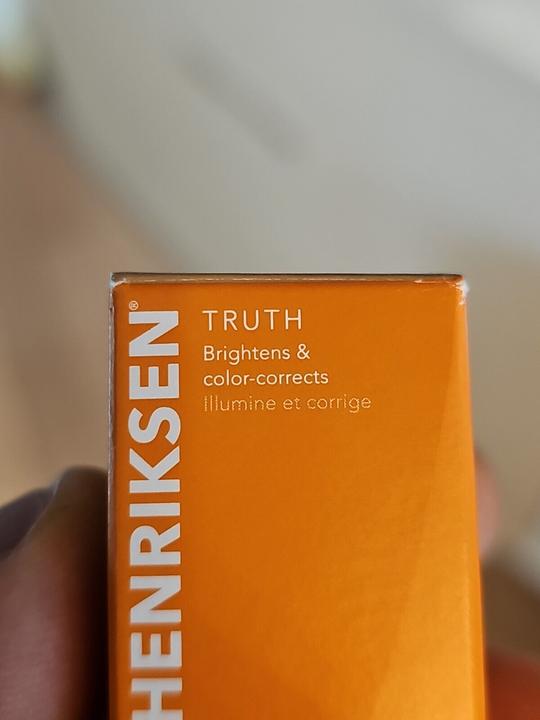 HENRIKSEN®
TRUTH
Brightens &
color-corrects
Illumine et corrige